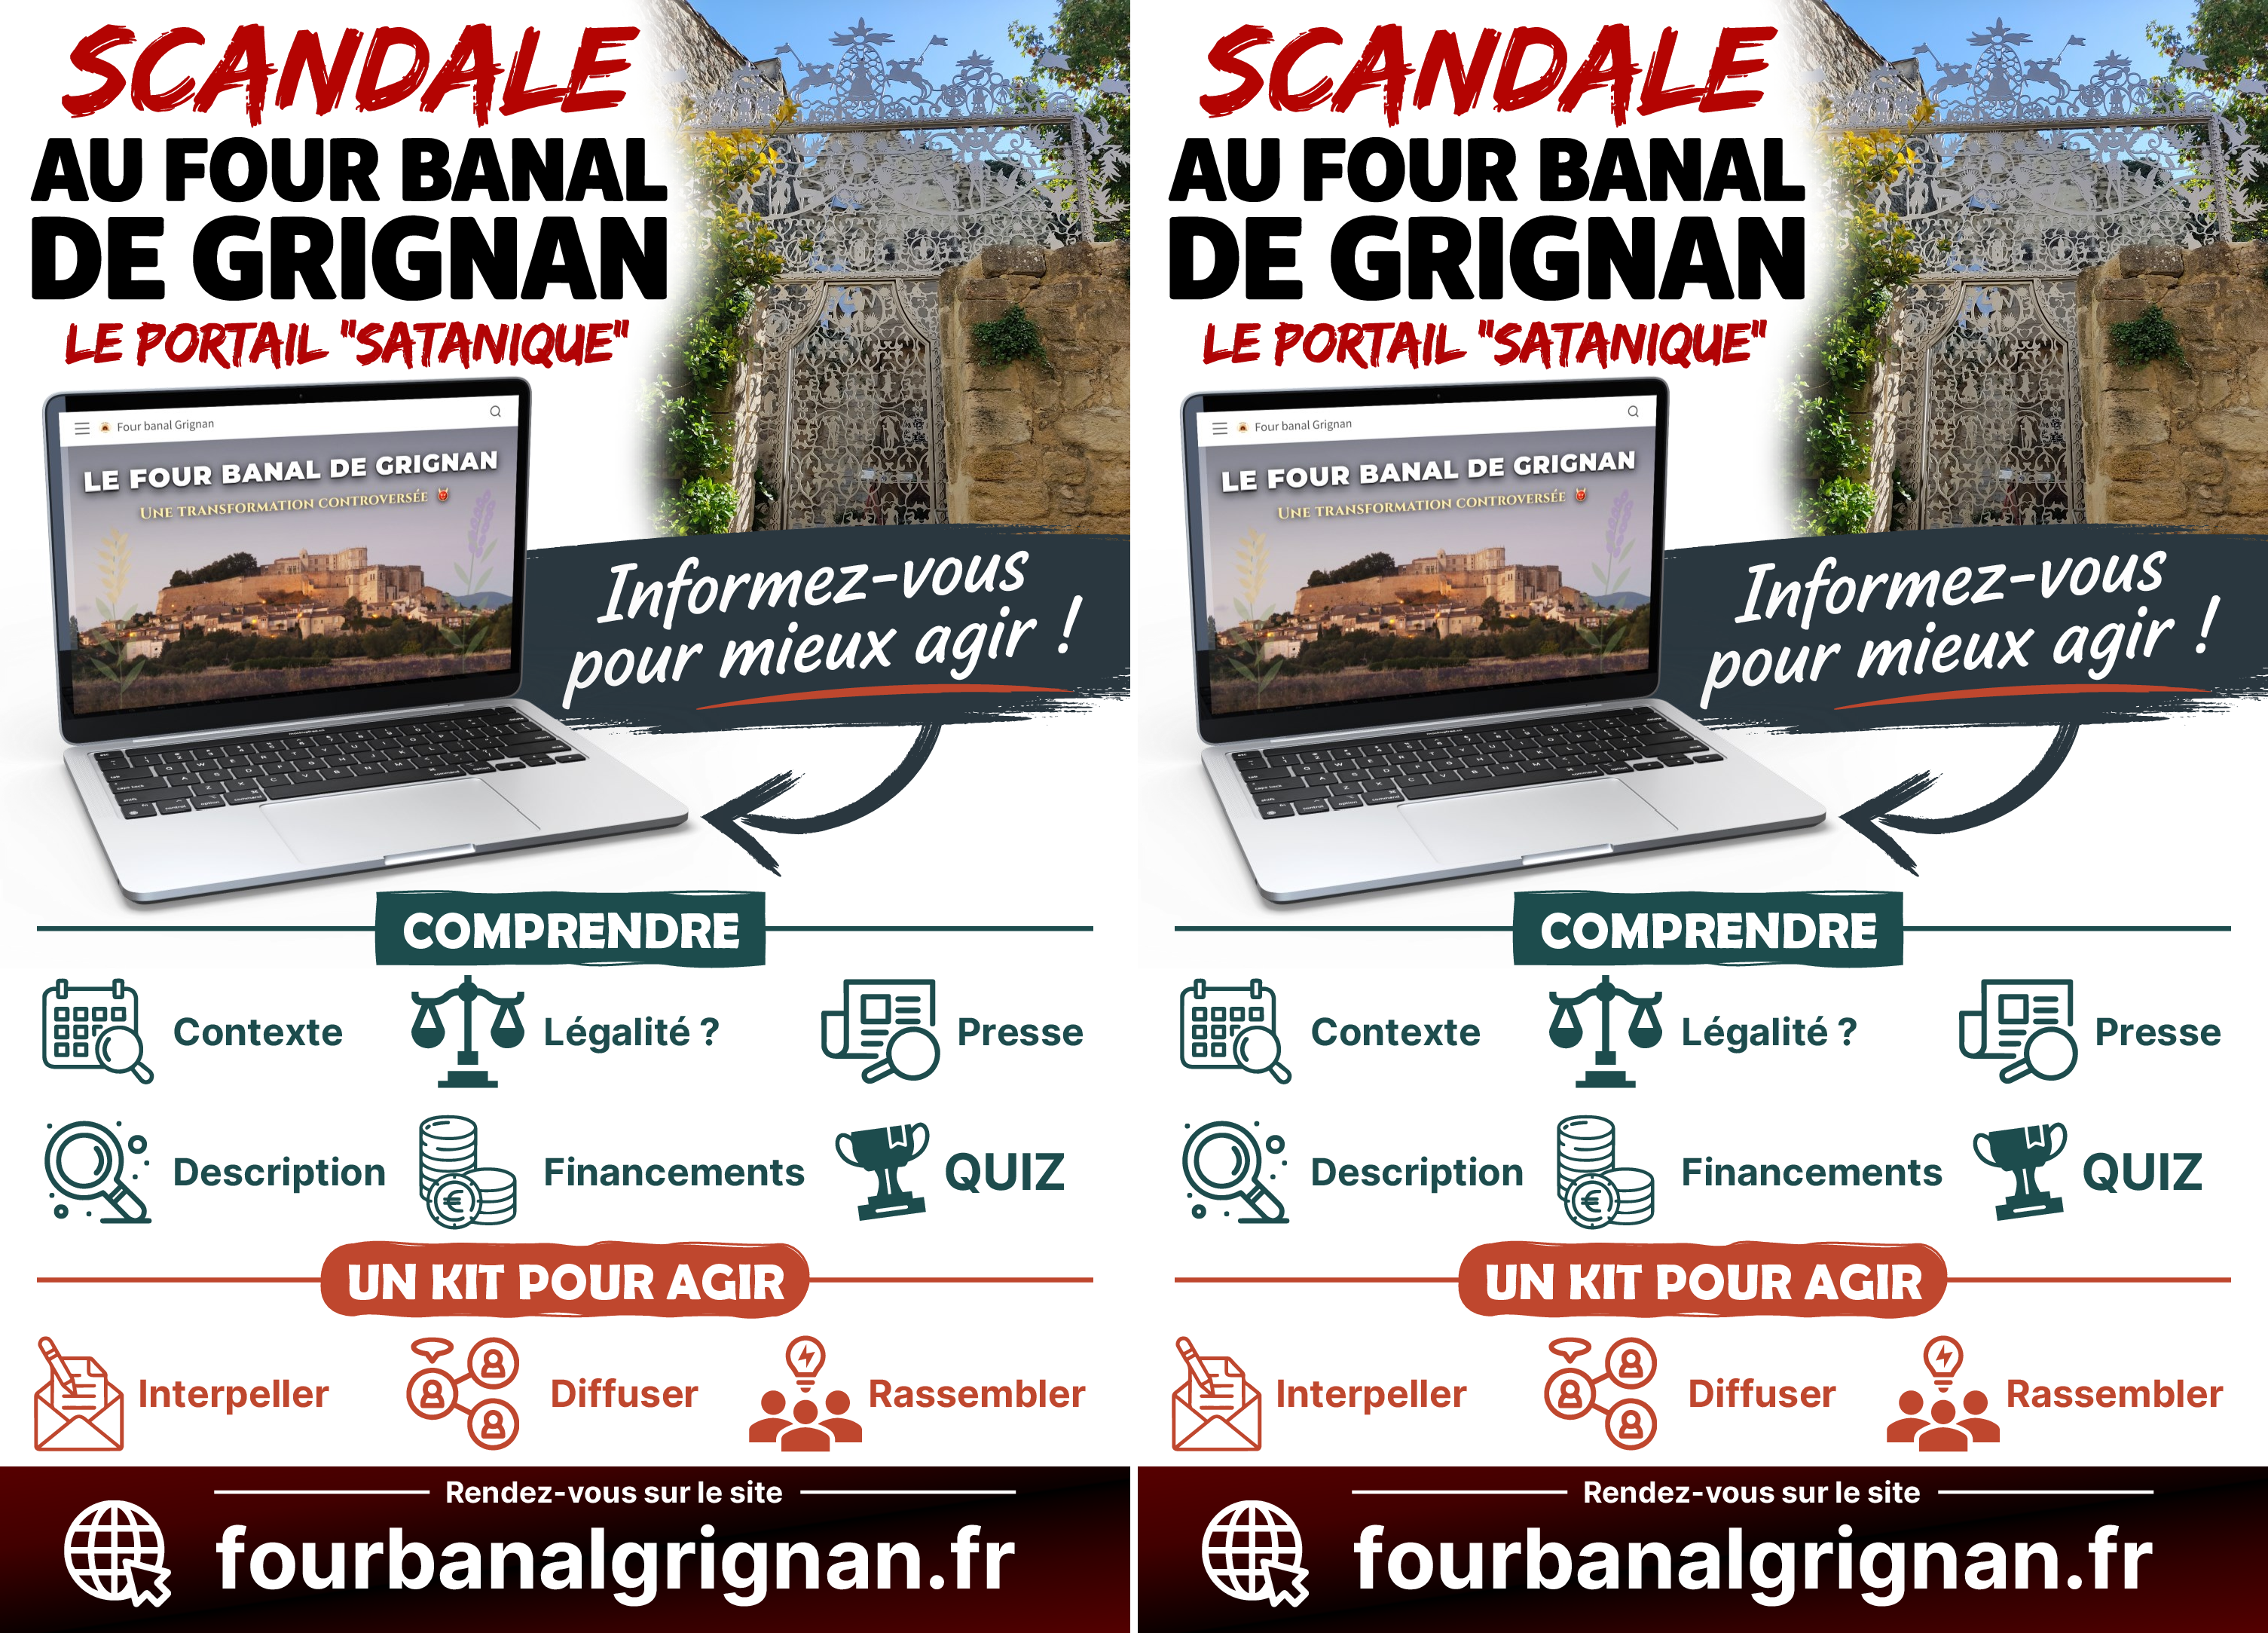 SCANDALE
AU FOUR BANAL
DE GRIGNAN
LE PORTAIL "SATANIQUE"
Four banal Grignan
LE FOUR BANAL DE GRIGNAN
UNE TRANSFORMATION CONTROVERSÉE
Informez-vous
pour mieux agir !
COMPRENDRE
Contexte
Légalité ?
Presse
Description
Financements
QUIZ
UN KIT POUR AGIR
Interpeller
Diffuser
Rassembler
Rendez-vous sur le site
fourbanalgrignan.fr
SCANDALE
AU FOUR BANAL
DE GRIGNAN
LE PORTAIL "SATANIQUE"
Four banal Grignan
LE FOUR BANAL DE GRIGNAN
UNE TRANSFORMATION CONTROVERSÉE
Informez-vous
pour mieux agir !
COMPRENDRE
Contexte
Légalité ?
Presse
Description
Financements
QUIZ
UN KIT POUR AGIR
Interpeller
Diffuser
Rassembler
Rendez-vous sur le site
fourbanalgrignan.fr